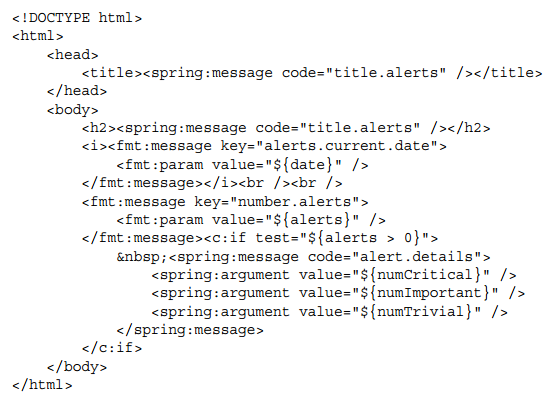 <!DOCTYPE html>
<html>
    <head>
        <title><spring:message code="title.alerts" /></title>
    </head>
    <body>
        <h2><spring:message code="title.alerts" /></h2>
        <i><fmt:message key="alerts.current.date">
            <fmt:param value="${date}" />
        </fmt:message></i><br /><br />
        <fmt:message key="number.alerts">
            <fmt:param value="${alerts}" />
        </fmt:message><c:if test="${alerts > 0}">
            &nbsp;<spring:message code="alert.details">
                <spring:argument value="${numCritical}" />
                <spring:argument value="${numImportant}" />
                <spring:argument value="${numTrivial}" />
            </spring:message>
        </c:if>
    </body>
</html>